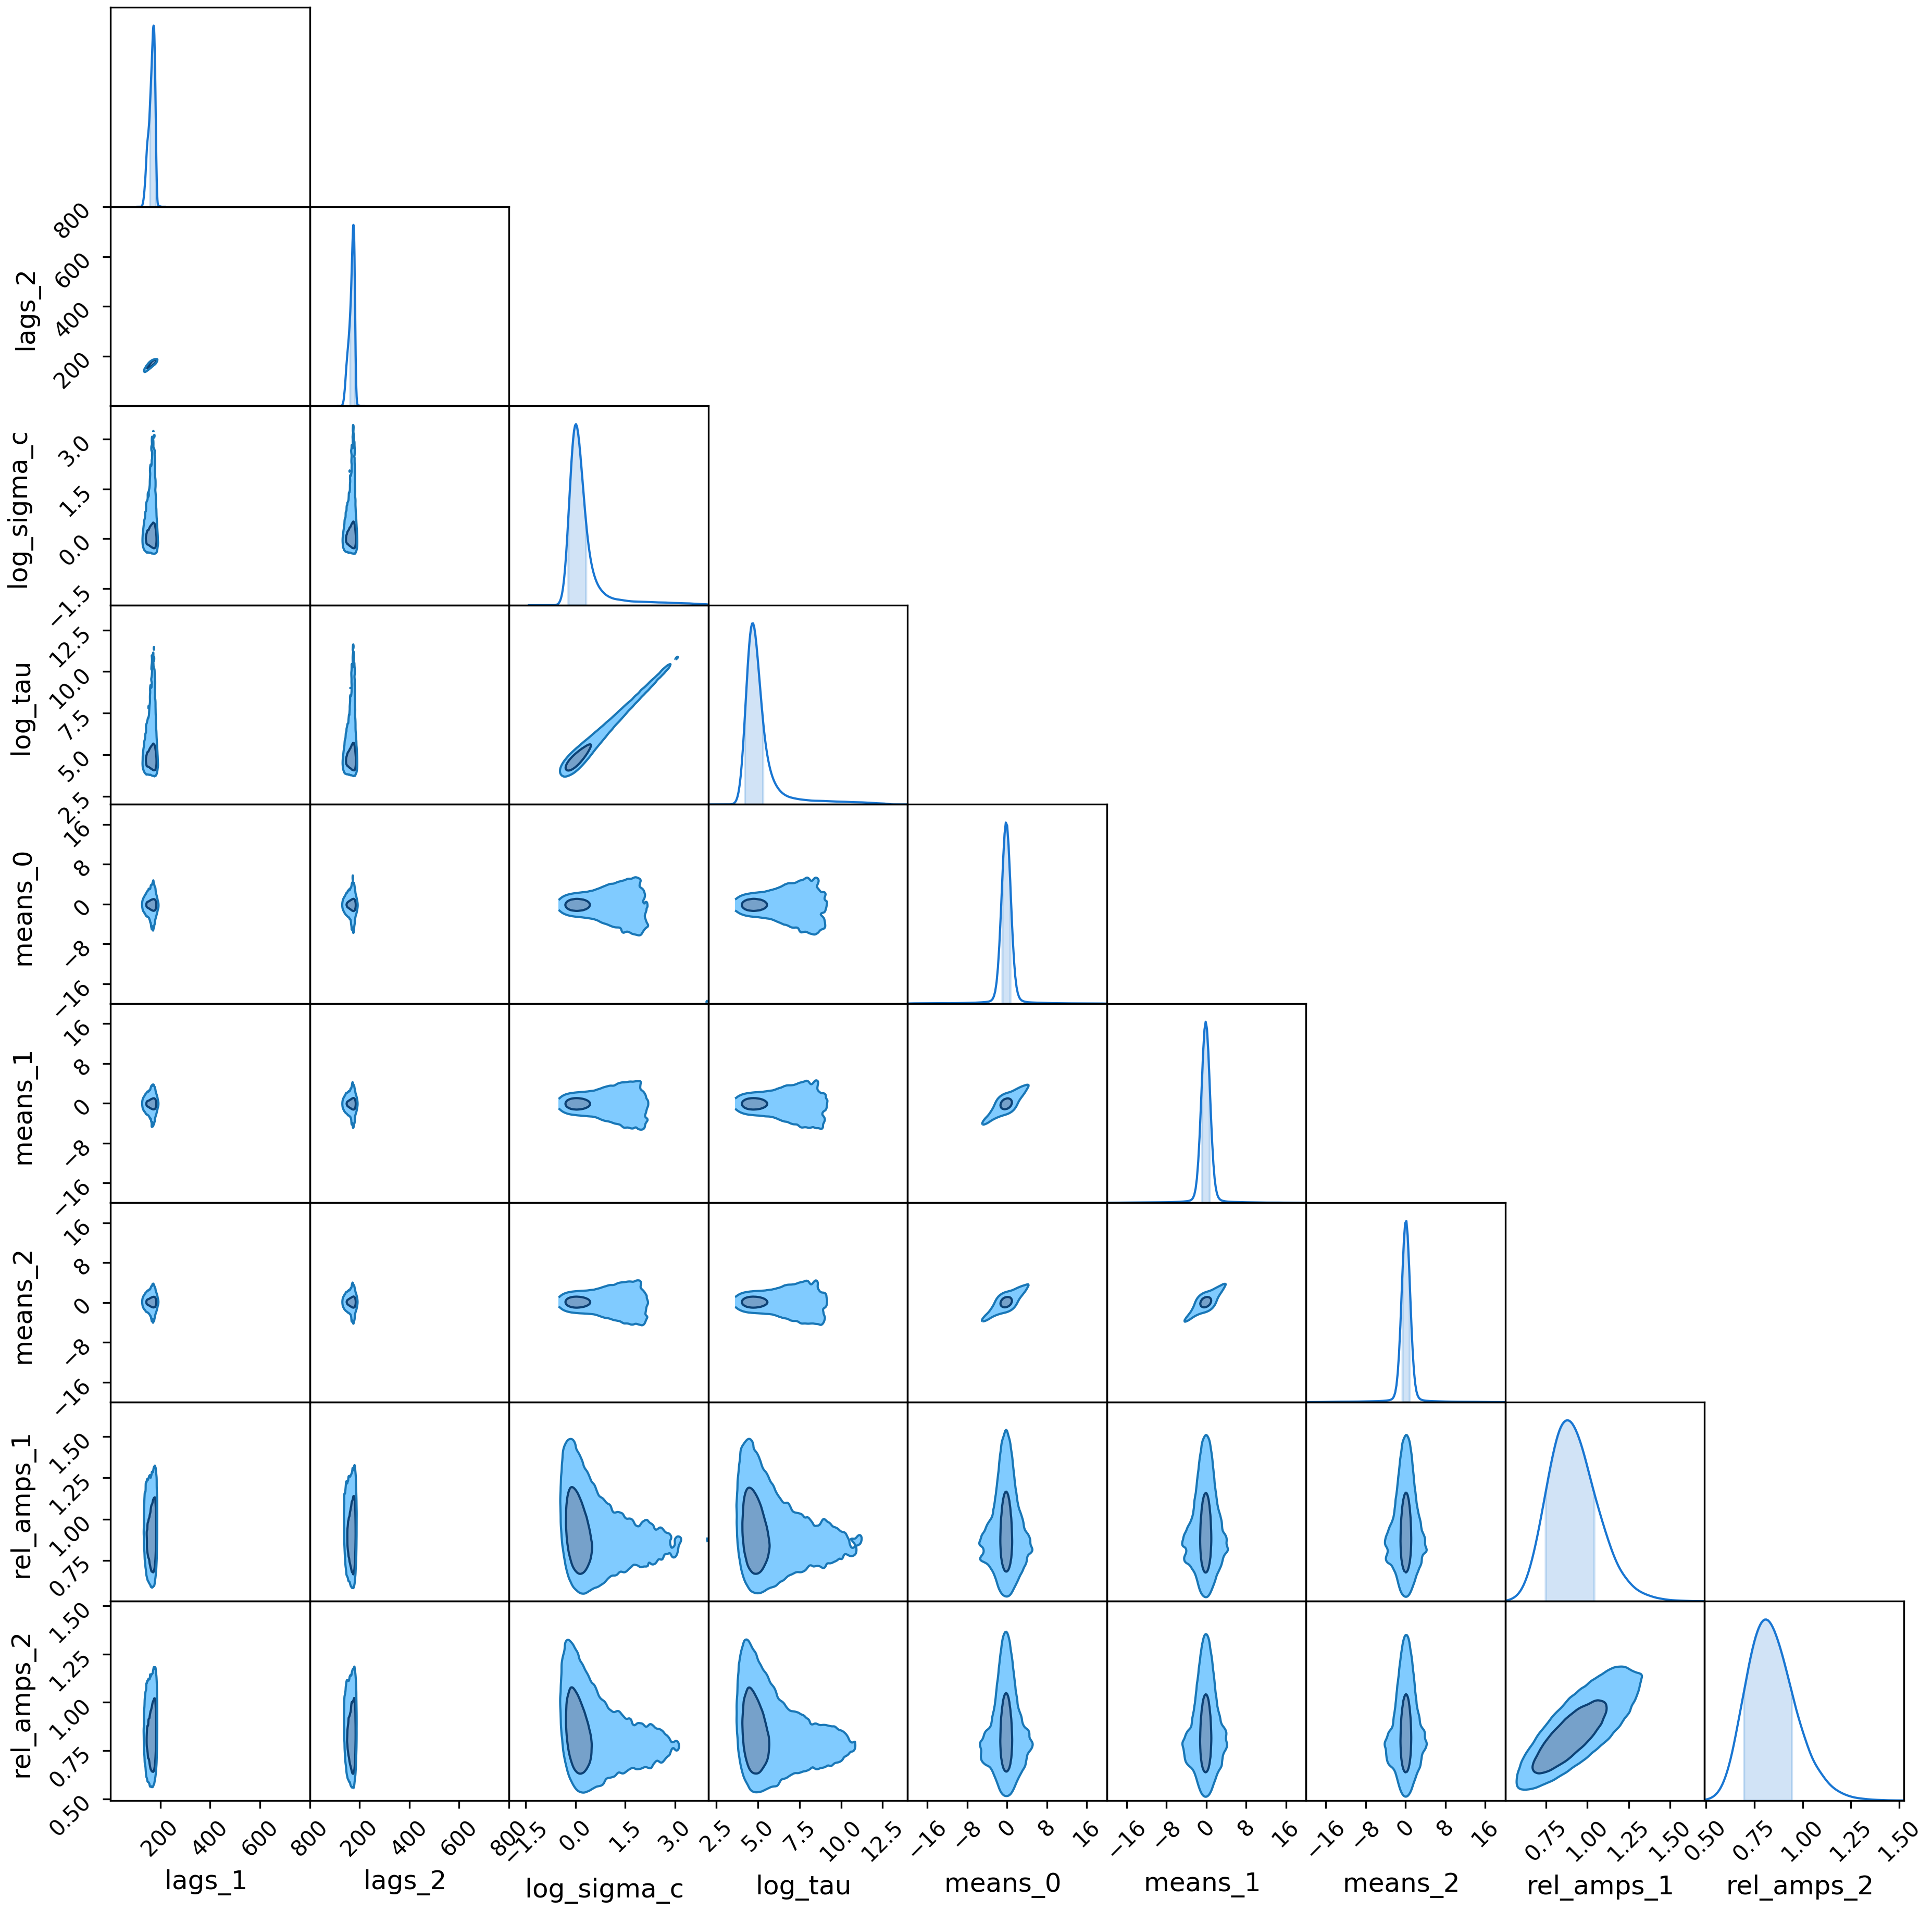 800
600
400
200
lags_2
3.0
1.5
0.0
−1.5
log_sigma_c
12.5
10.0
7.5
5.0
2.5
log_tau
16
8
0
−8
−16
means_0
16
8
0
−8
−16
means_1
16
8
0
−8
−16
means_2
1.50
1.25
1.00
0.75
rel_amps_1
1.50
1.25
1.00
0.75
0.50
rel_amps_2
200 400 600 800
200 400 600 800
−1.5 0.0 1.5 3.0
2.5 5.0 7.5 10.0 12.5
−16 −8 0 8 16
−16 −8 0 8 16
−16 −8 0 8 16
0.75 1.00 1.25 1.50
0.50 0.75 1.00 1.25 1.50
lags_1 lags_2 log_sigma_c log_tau means_0 means_1 means_2 rel_amps_1 rel_amps_2